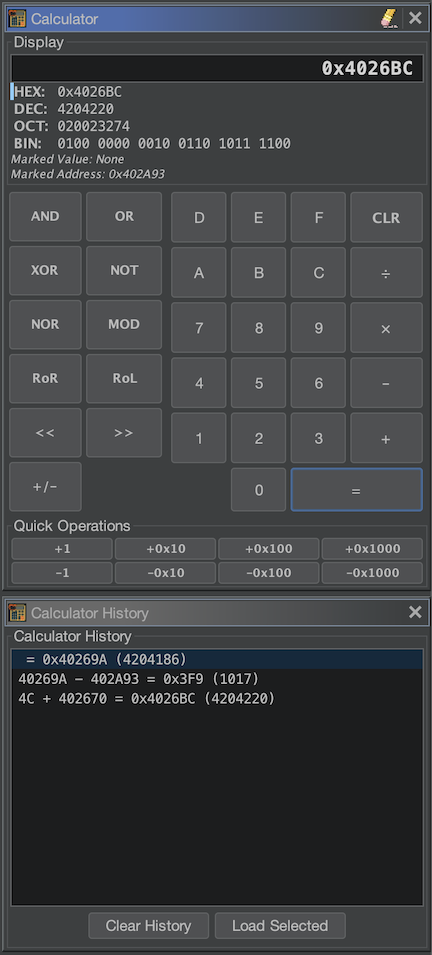 Calculator
Display
0x4026BC
HEX: 0x4026BC
DEC: 4204220
OCT: 020023274
BIN: 0100 0000 0010 0110 1011 1100
Marked Value: None
Marked Address: 0x402A93
AND OR D E F CLR
XOR NOT A B C ÷
NOR MOD 7 8 9 ×
RoR RoL 4 5 6 −
<< >> 1 2 3 +
+/− 0 =
Quick Operations
+1 +0x10 +0x100 +0x1000
−1 −0x10 −0x100 −0x1000
Calculator History
Calculator History
= 0x40269A (4204186)
40269A − 402A93 = 0x3F9 (1017)
4C + 402670 = 0x4026BC (4204220)
Clear History Load Selected